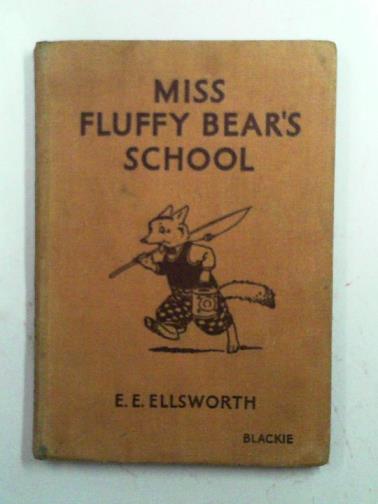 MISS
FLUFFY BEAR'S
SCHOOL
E. E. ELLSWORTH
BLACKIE